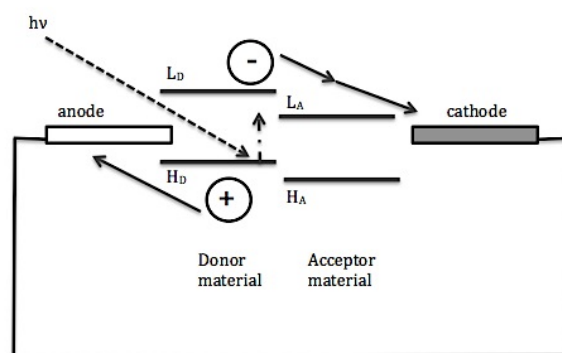 hν
L_D
-
L_A
anode
cathode
H_D
+
H_A
Donor
material
Acceptor
material